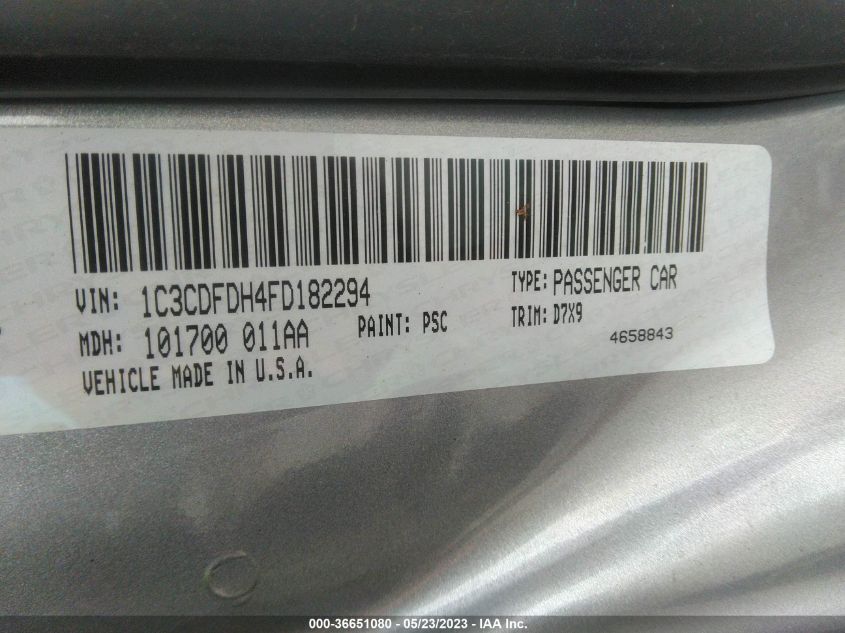 VIN: 1C3CDFDH4FD182294
TYPE: PASSENGER CAR
MDH: 101700 011AA
PAINT: PSC
TRIM: D7X9
4658843
VEHICLE MADE IN U.S.A.
000-36651080 - 05/23/2023 - IAA Inc.